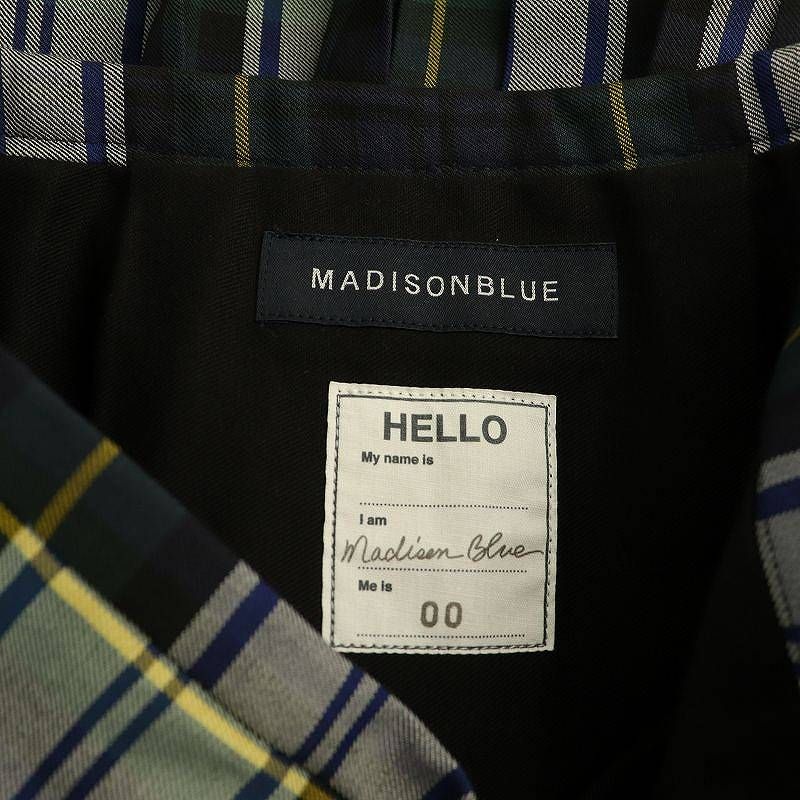 MADISONBLUE
HELLO
My name is
I am
Madison Blue
Me is
00